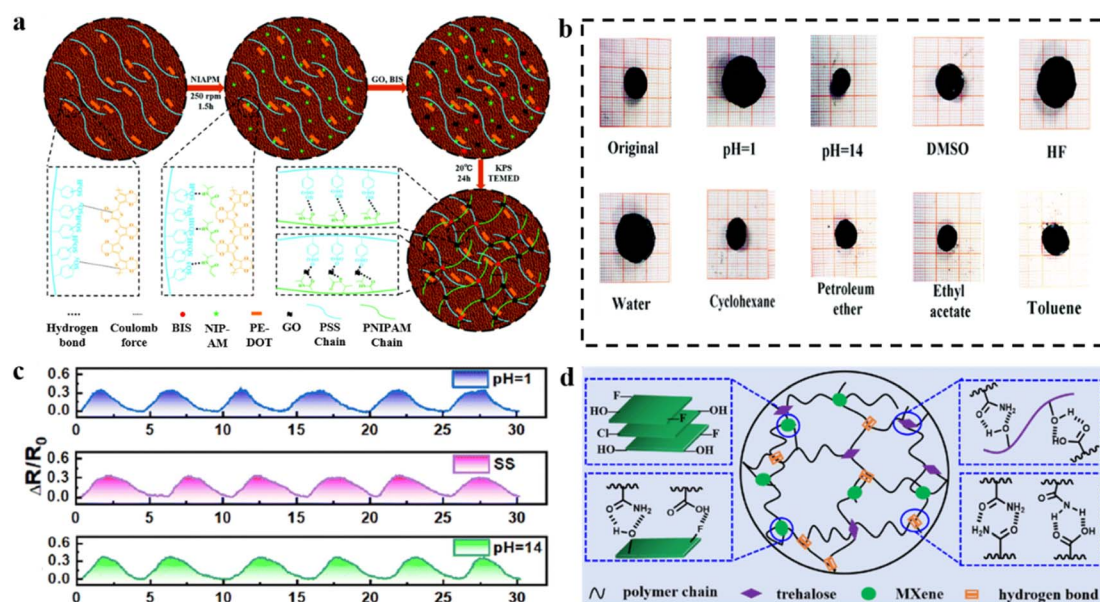 a
NIAPM
250 rpm
1.5h
GO, BIS
20℃
24h
KPS
TEMED
Hydrogen
bond
Coulomb
force
BIS
NIP-
AM
PE-
DOT
GO
PSS
Chain
PNIPAM
Chain
b
Original
pH=1
pH=14
DMSO
HF
Water
Cyclohexane
Petroleum
ether
Ethyl
acetate
Toluene
c
ΔR/R0
0.6
0.3
0.0
pH=1
0 5 10 15 20 25 30
0.6
0.3
0.0
SS
0 5 10 15 20 25 30
0.6
0.3
0.0
pH=14
0 5 10 15 20 25 30
d
F
HO OH
F
Cl F
HO OH
O NH2 O OH
H O F
O NH2
H O
O H
HO O
O NH2
H2N O
O N H
H O OH
polymer chain trehalose MXene hydrogen bond